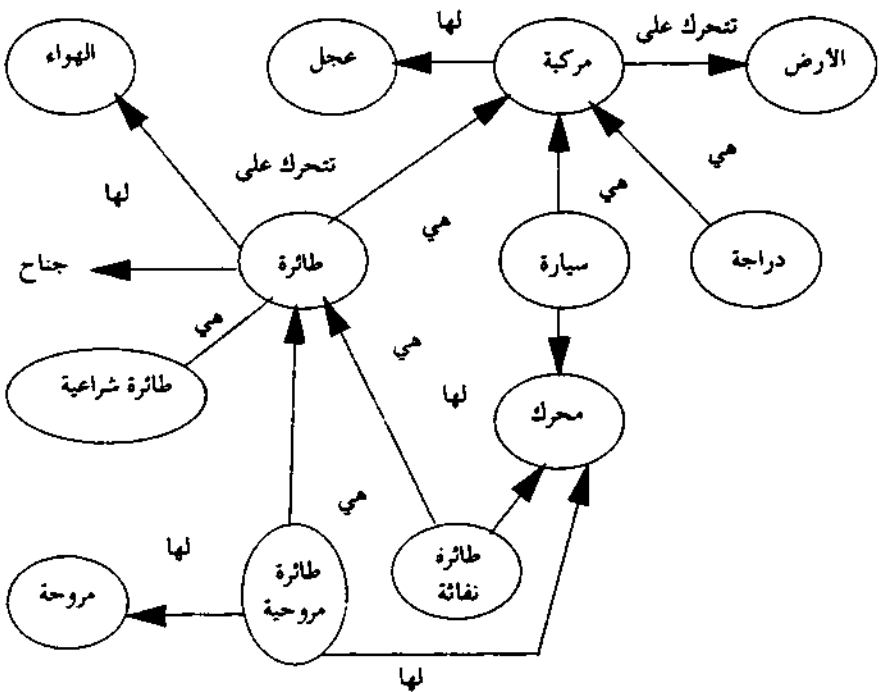 لها
تتحرك على
الهواء
عجل
مركبة
الأرض
تتحرك على
هي
لها
هي
هي
طائرة
سيارة
دراجة
جناح
هي
هي
طائرة شراعية
لها
محرك
هي
لها
طائرة
نفاثة
طائرة
مروحية
مروحة
لها